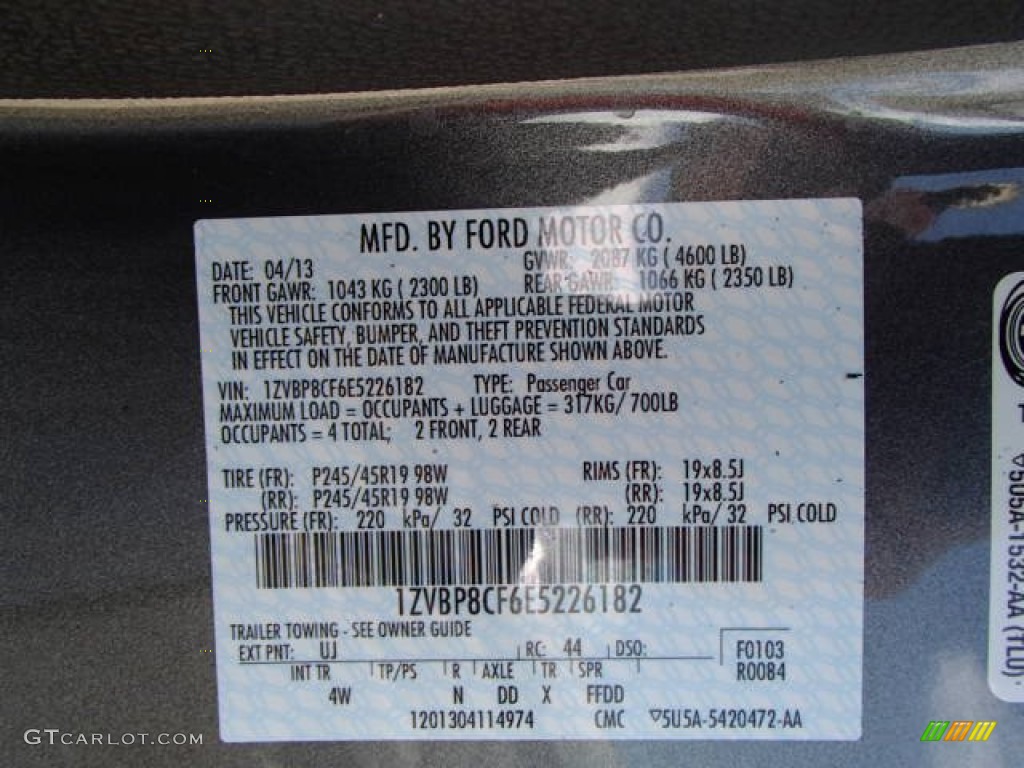 MFD. BY FORD MOTOR CO.
DATE: 04/13 GVWR: 2087 KG ( 4600 LB)
FRONT GAWR: 1043 KG ( 2300 LB) REAR GAWR: 1066 KG ( 2350 LB)
THIS VEHICLE CONFORMS TO ALL APPLICABLE FEDERAL MOTOR
VEHICLE SAFETY, BUMPER, AND THEFT PREVENTION STANDARDS
IN EFFECT ON THE DATE OF MANUFACTURE SHOWN ABOVE.
VIN: 1ZVBP8CF6E5226182 TYPE: Passenger Car
MAXIMUM LOAD = OCCUPANTS + LUGGAGE = 317KG/ 700LB
OCCUPANTS = 4 TOTAL; 2 FRONT, 2 REAR
TIRE (FR): P245/45R19 98W RIMS (FR): 19x8.5J
(RR): P245/45R19 98W (RR): 19x8.5J
PRESSURE (FR): 220 kPa/ 32 PSI COLD (RR): 220 kPa/ 32 PSI COLD
1ZVBP8CF6E5226182
TRAILER TOWING - SEE OWNER GUIDE
EXT PNT: UJ RC: 44 DSO: F0103
INT TR TP/PS R AXLE TR SPR R0084
4W N DD X FFDD
1201304114974 CMC ▽5U5A-5420472-AA
▽5U5A-1532-AA (HLD)
GTCARLOT.COM